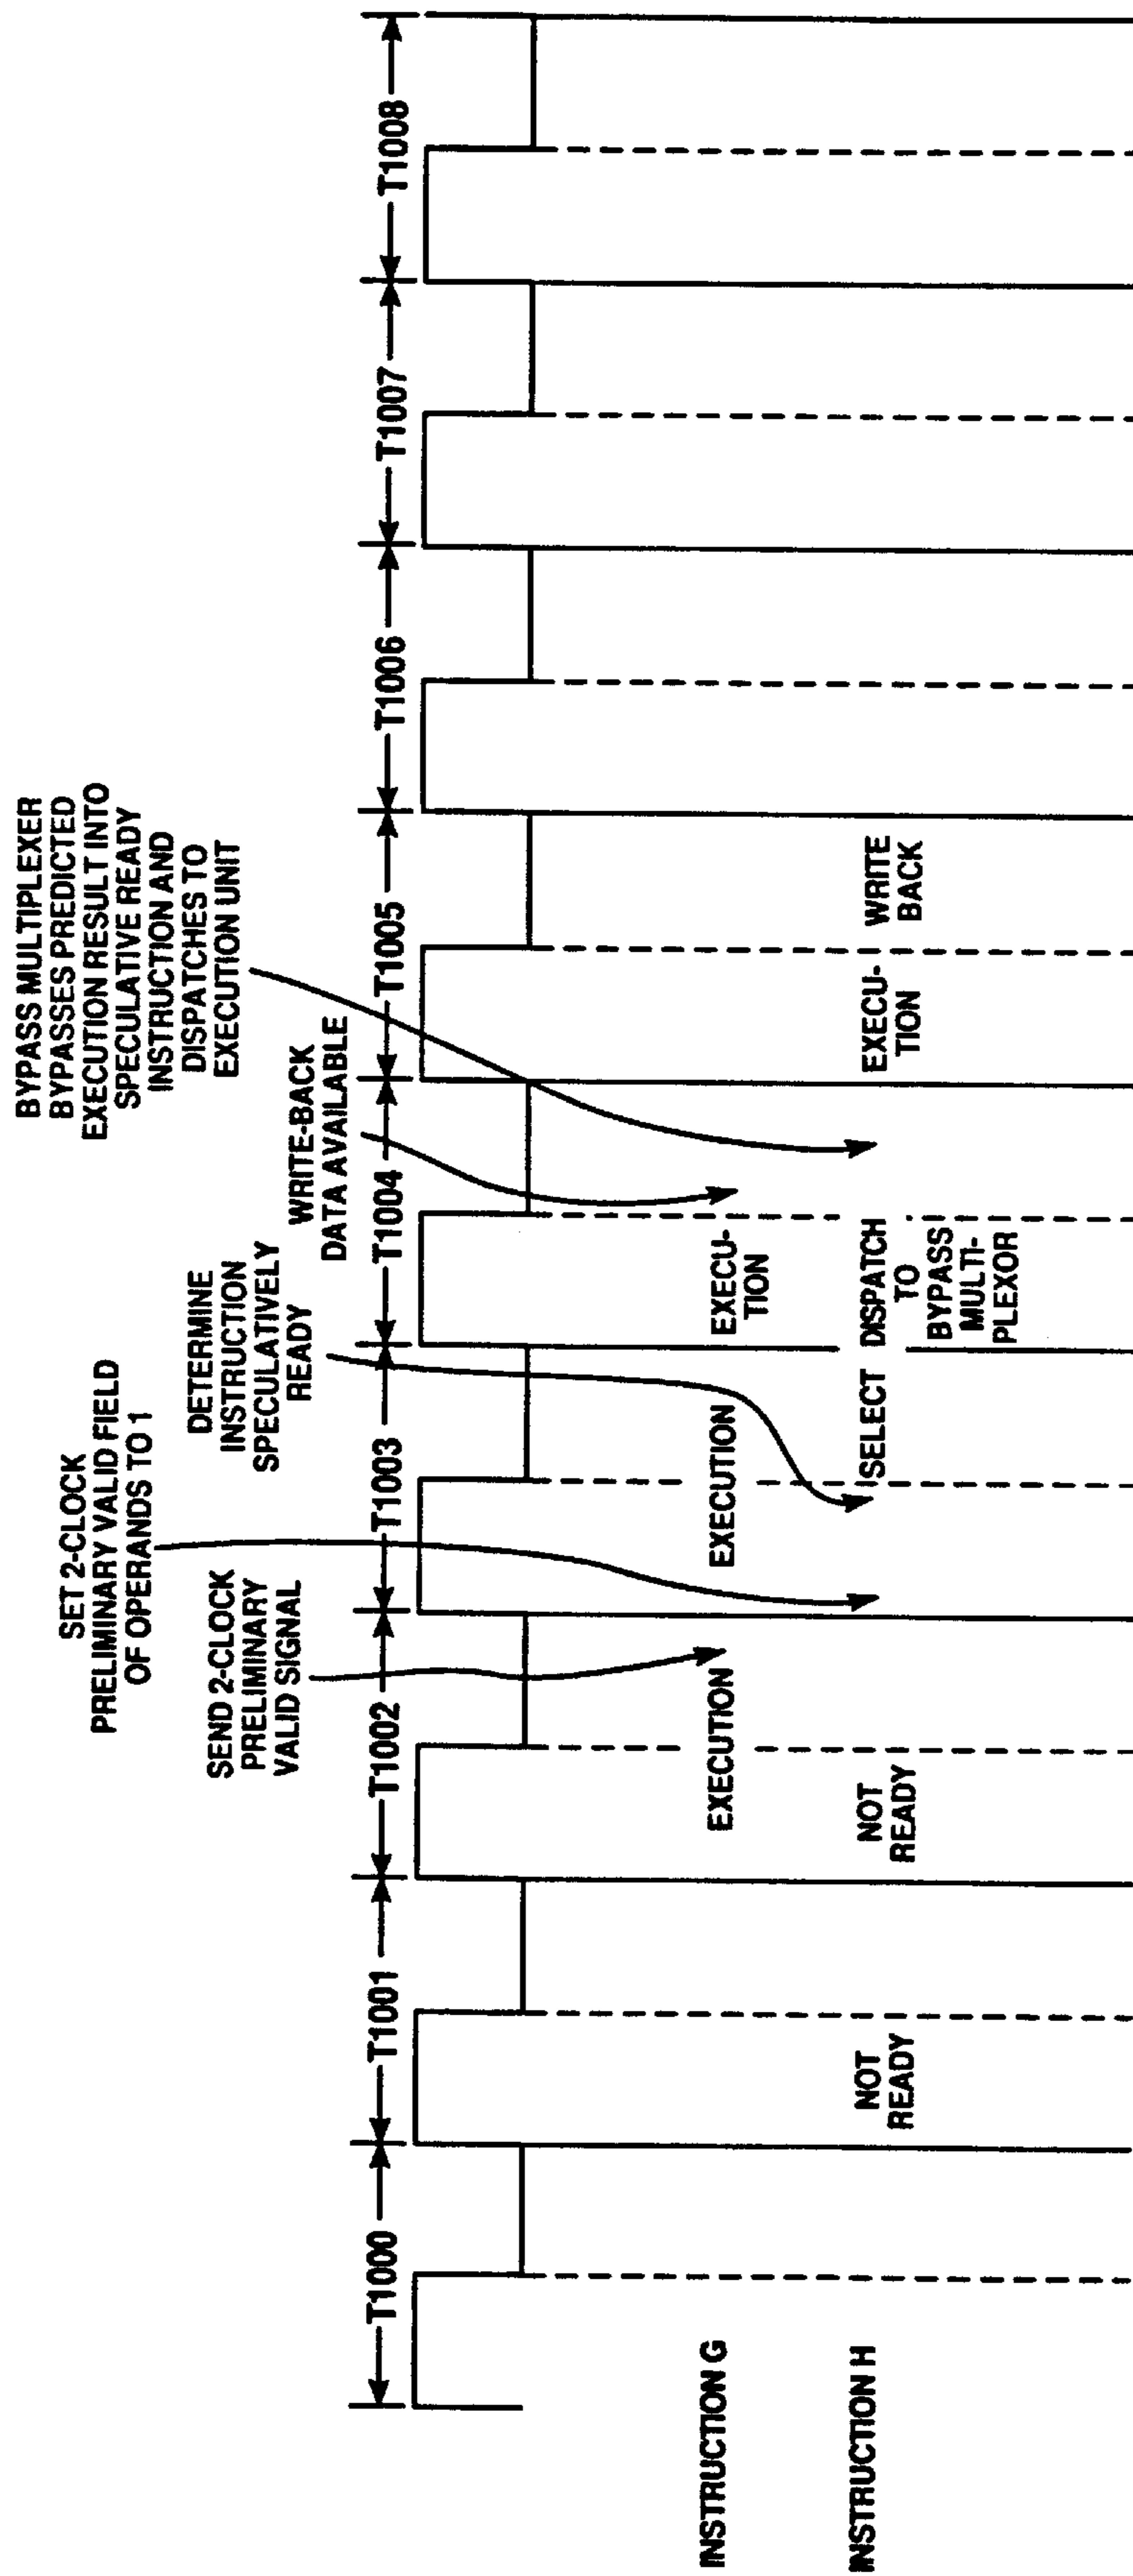 BYPASS MULTIPLEXER
BYPASSES PREDICTED
EXECUTION RESULT INTO
SPECULATIVE READY
INSTRUCTION AND
DISPATCHES TO
EXECUTION UNIT
SET 2-CLOCK
PRELIMINARY VALID FIELD
OF OPERANDS TO 1
DETERMINE
INSTRUCTION
SPECULATIVELY
READY
SEND 2-CLOCK
PRELIMINARY
VALID SIGNAL
WRITE-BACK
DATA AVAILABLE
T1000
T1001
T1002
T1003
T1004
T1005
T1006
T1007
T1008
INSTRUCTION G
EXECUTION
EXECUTION
EXECU-
TION
INSTRUCTION H
NOT
READY
NOT
READY
SELECT
DISPATCH
TO
BYPASS
MULTI-
PLEXOR
EXECU-
TION
WRITE
BACK